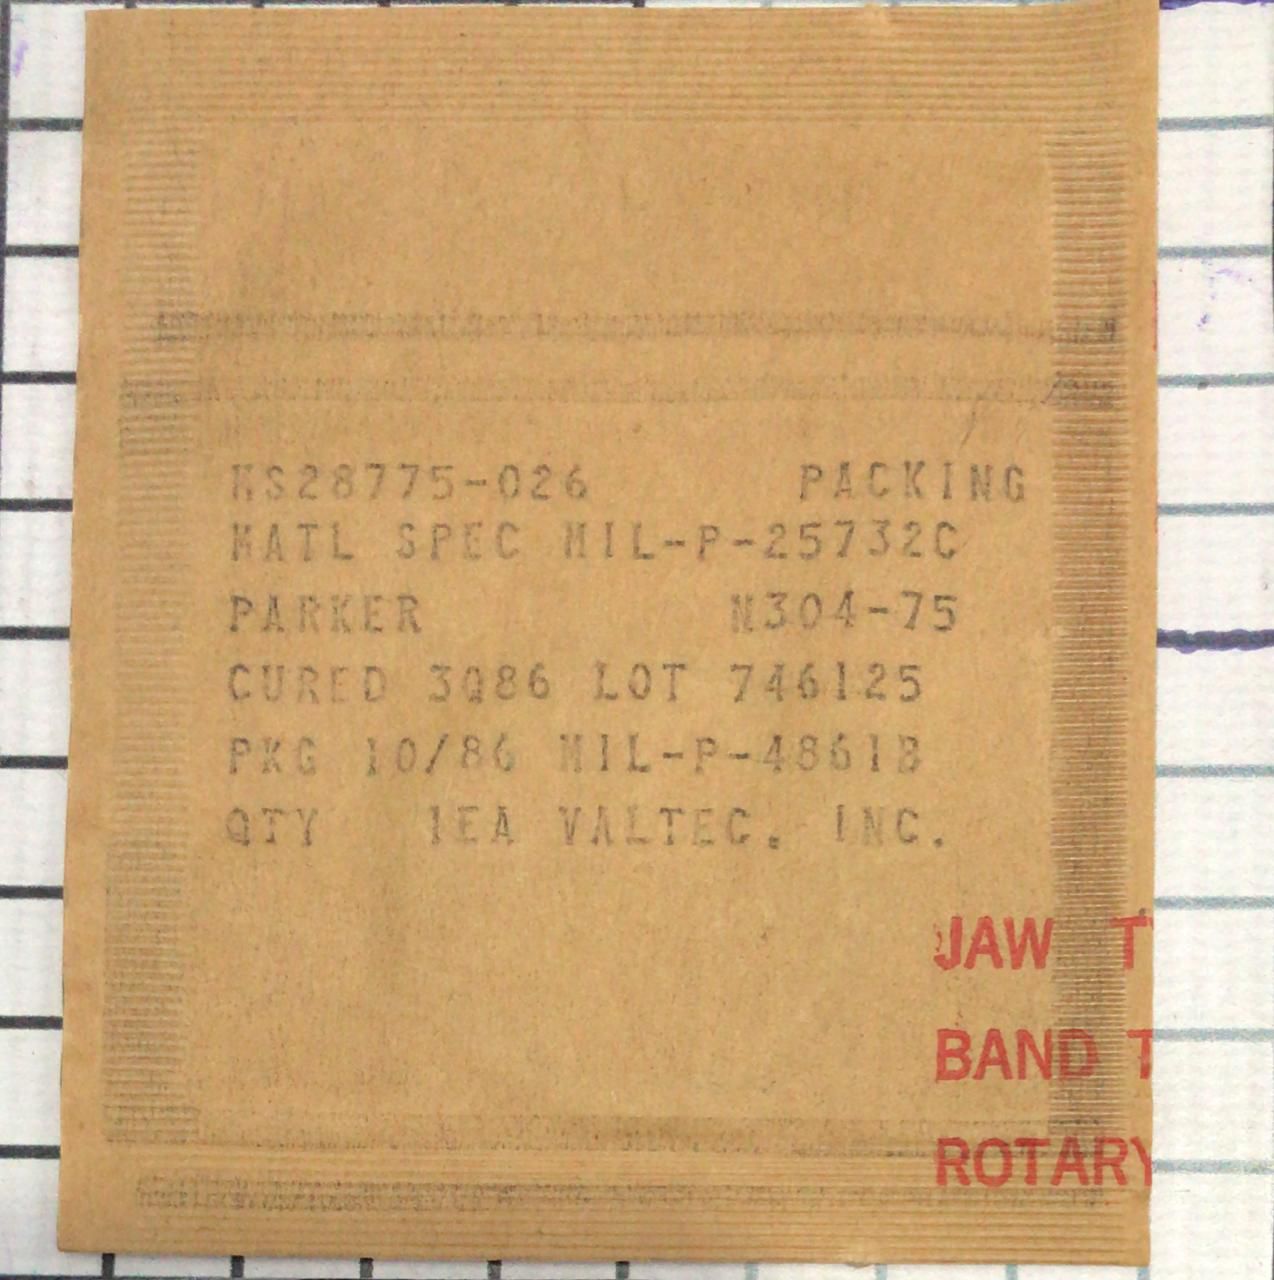 MS28775-026 PACKING
MATL SPEC MIL-P-25732C
PARKER N304-75
CURED 3Q86 LOT 746125
PKG 10/86 MIL-P-4861B
QTY 1EA VALTEC. INC.
JAW T
BAND T
ROTARY